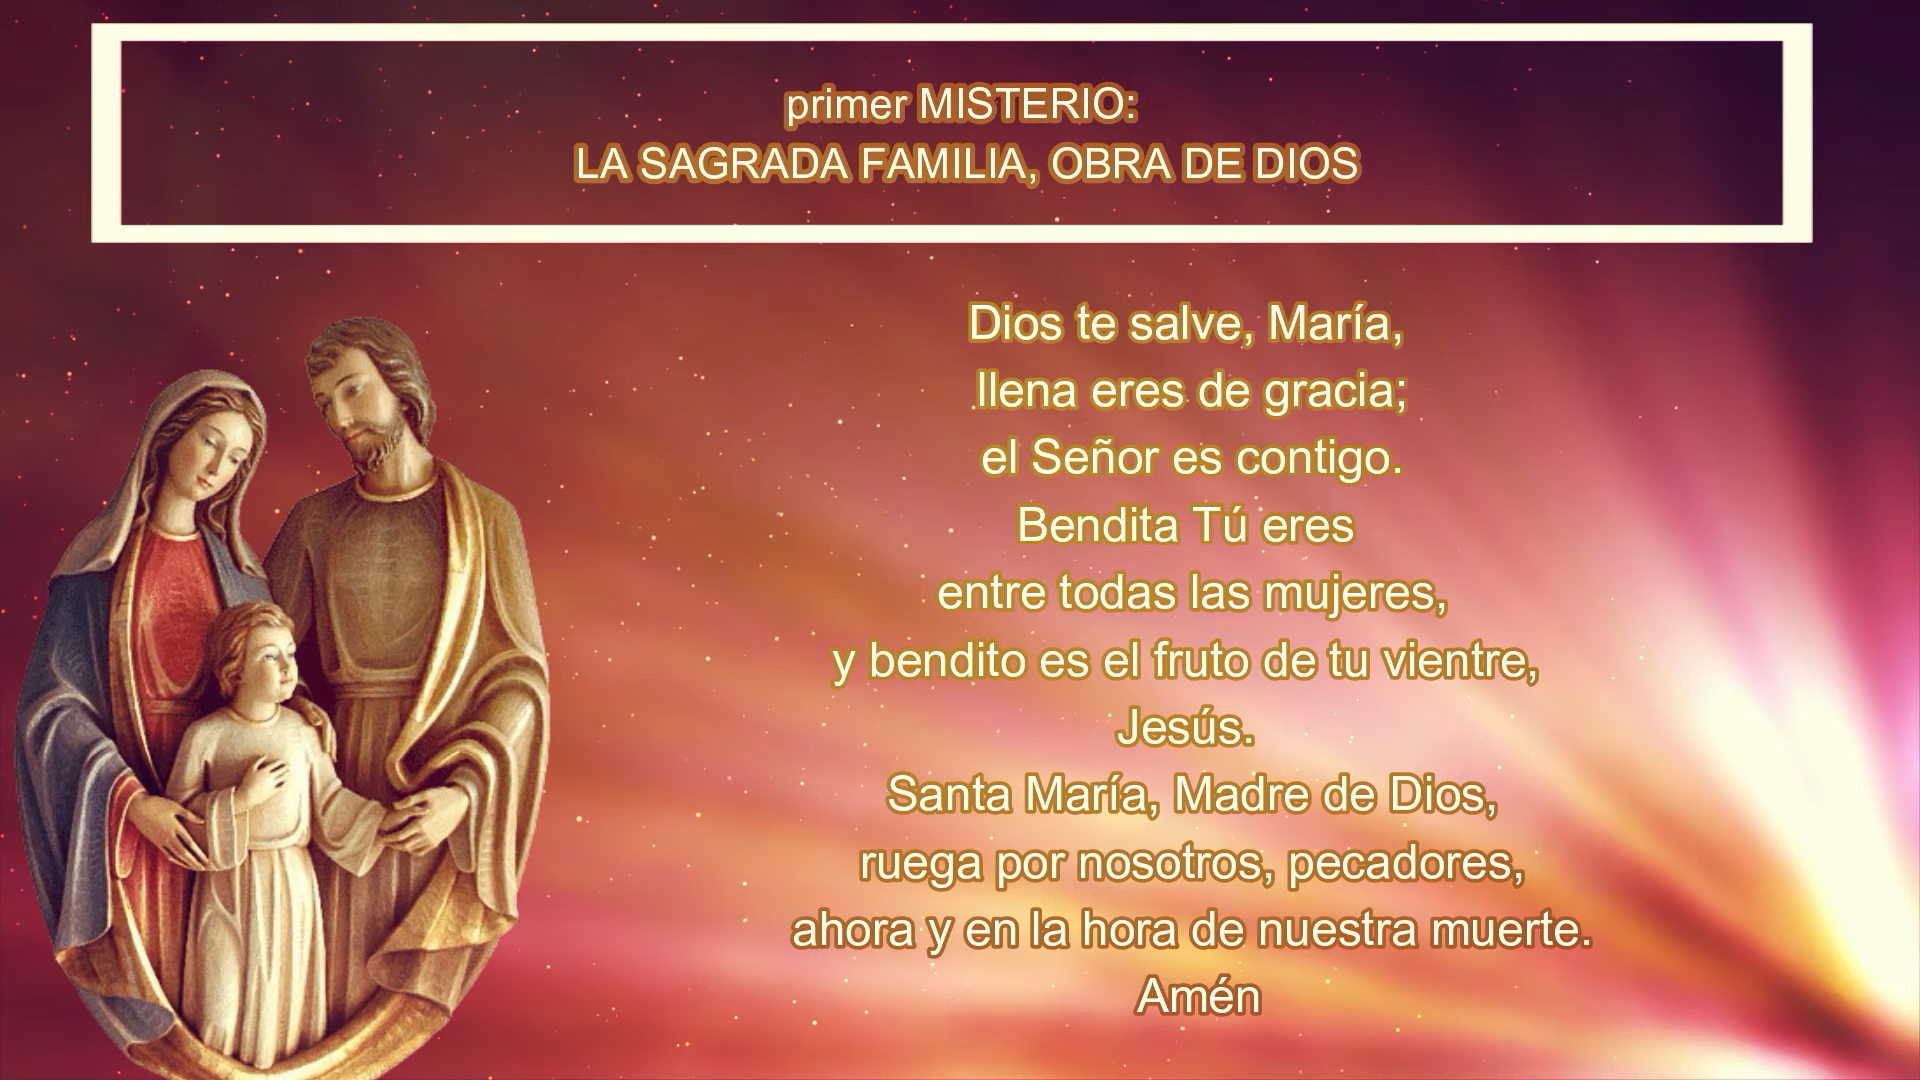 primer MISTERIO:
LA SAGRADA FAMILIA, OBRA DE DIOS
Dios te salve, María,
llena eres de gracia;
el Señor es contigo.
Bendita Tú eres
entre todas las mujeres,
y bendito es el fruto de tu vientre,
Jesús.
Santa María, Madre de Dios,
ruega por nosotros, pecadores,
ahora y en la hora de nuestra muerte.
Amén